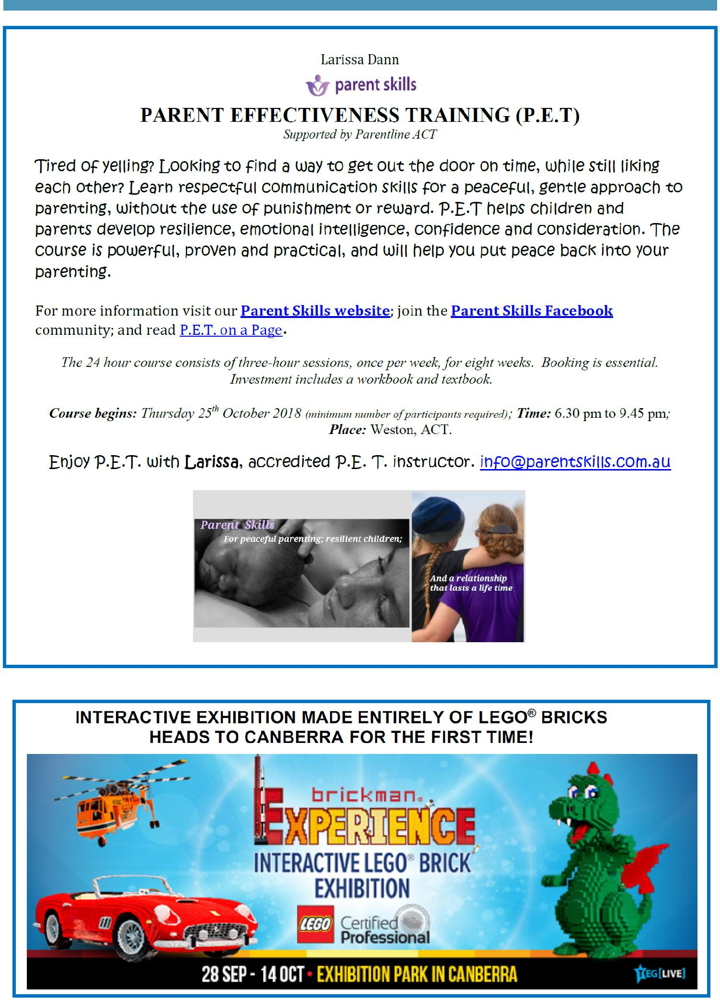 Larissa Dann
parent skills
PARENT EFFECTIVENESS TRAINING (P.E.T)
Supported by Parentline ACT
Tired of yelling? Looking to find a way to get out the door on time, while still liking
each other? Learn respectful communication skills for a peaceful, gentle approach to
parenting, without the use of punishment or reward. P.E.T helps children and
parents develop resilience, emotional intelligence, confidence and consideration. The
course is powerful, proven and practical, and will help you put peace back into your
parenting.
For more information visit our Parent Skills website; join the Parent Skills Facebook
community; and read P.E.T. on a Page.
The 24 hour course consists of three-hour sessions, once per week, for eight weeks. Booking is essential.
Investment includes a workbook and textbook.
Course begins: Thursday 25th October 2018 (minimum number of participants required); Time: 6.30 pm to 9.45 pm;
Place: Weston, ACT.
Enjoy P.E.T. with Larissa, accredited P.E. T. instructor. info@parentskills.com.au
Parent Skills
For peaceful parenting; resilient children;
And a relationship
that lasts a life time
INTERACTIVE EXHIBITION MADE ENTIRELY OF LEGO® BRICKS
HEADS TO CANBERRA FOR THE FIRST TIME!
brickman®
EXPERIENCE
INTERACTIVE LEGO® BRICK
EXHIBITION
LEGO Certified
Professional
28 SEP - 14 OCT • EXHIBITION PARK IN CANBERRA
TEG[LIVE]